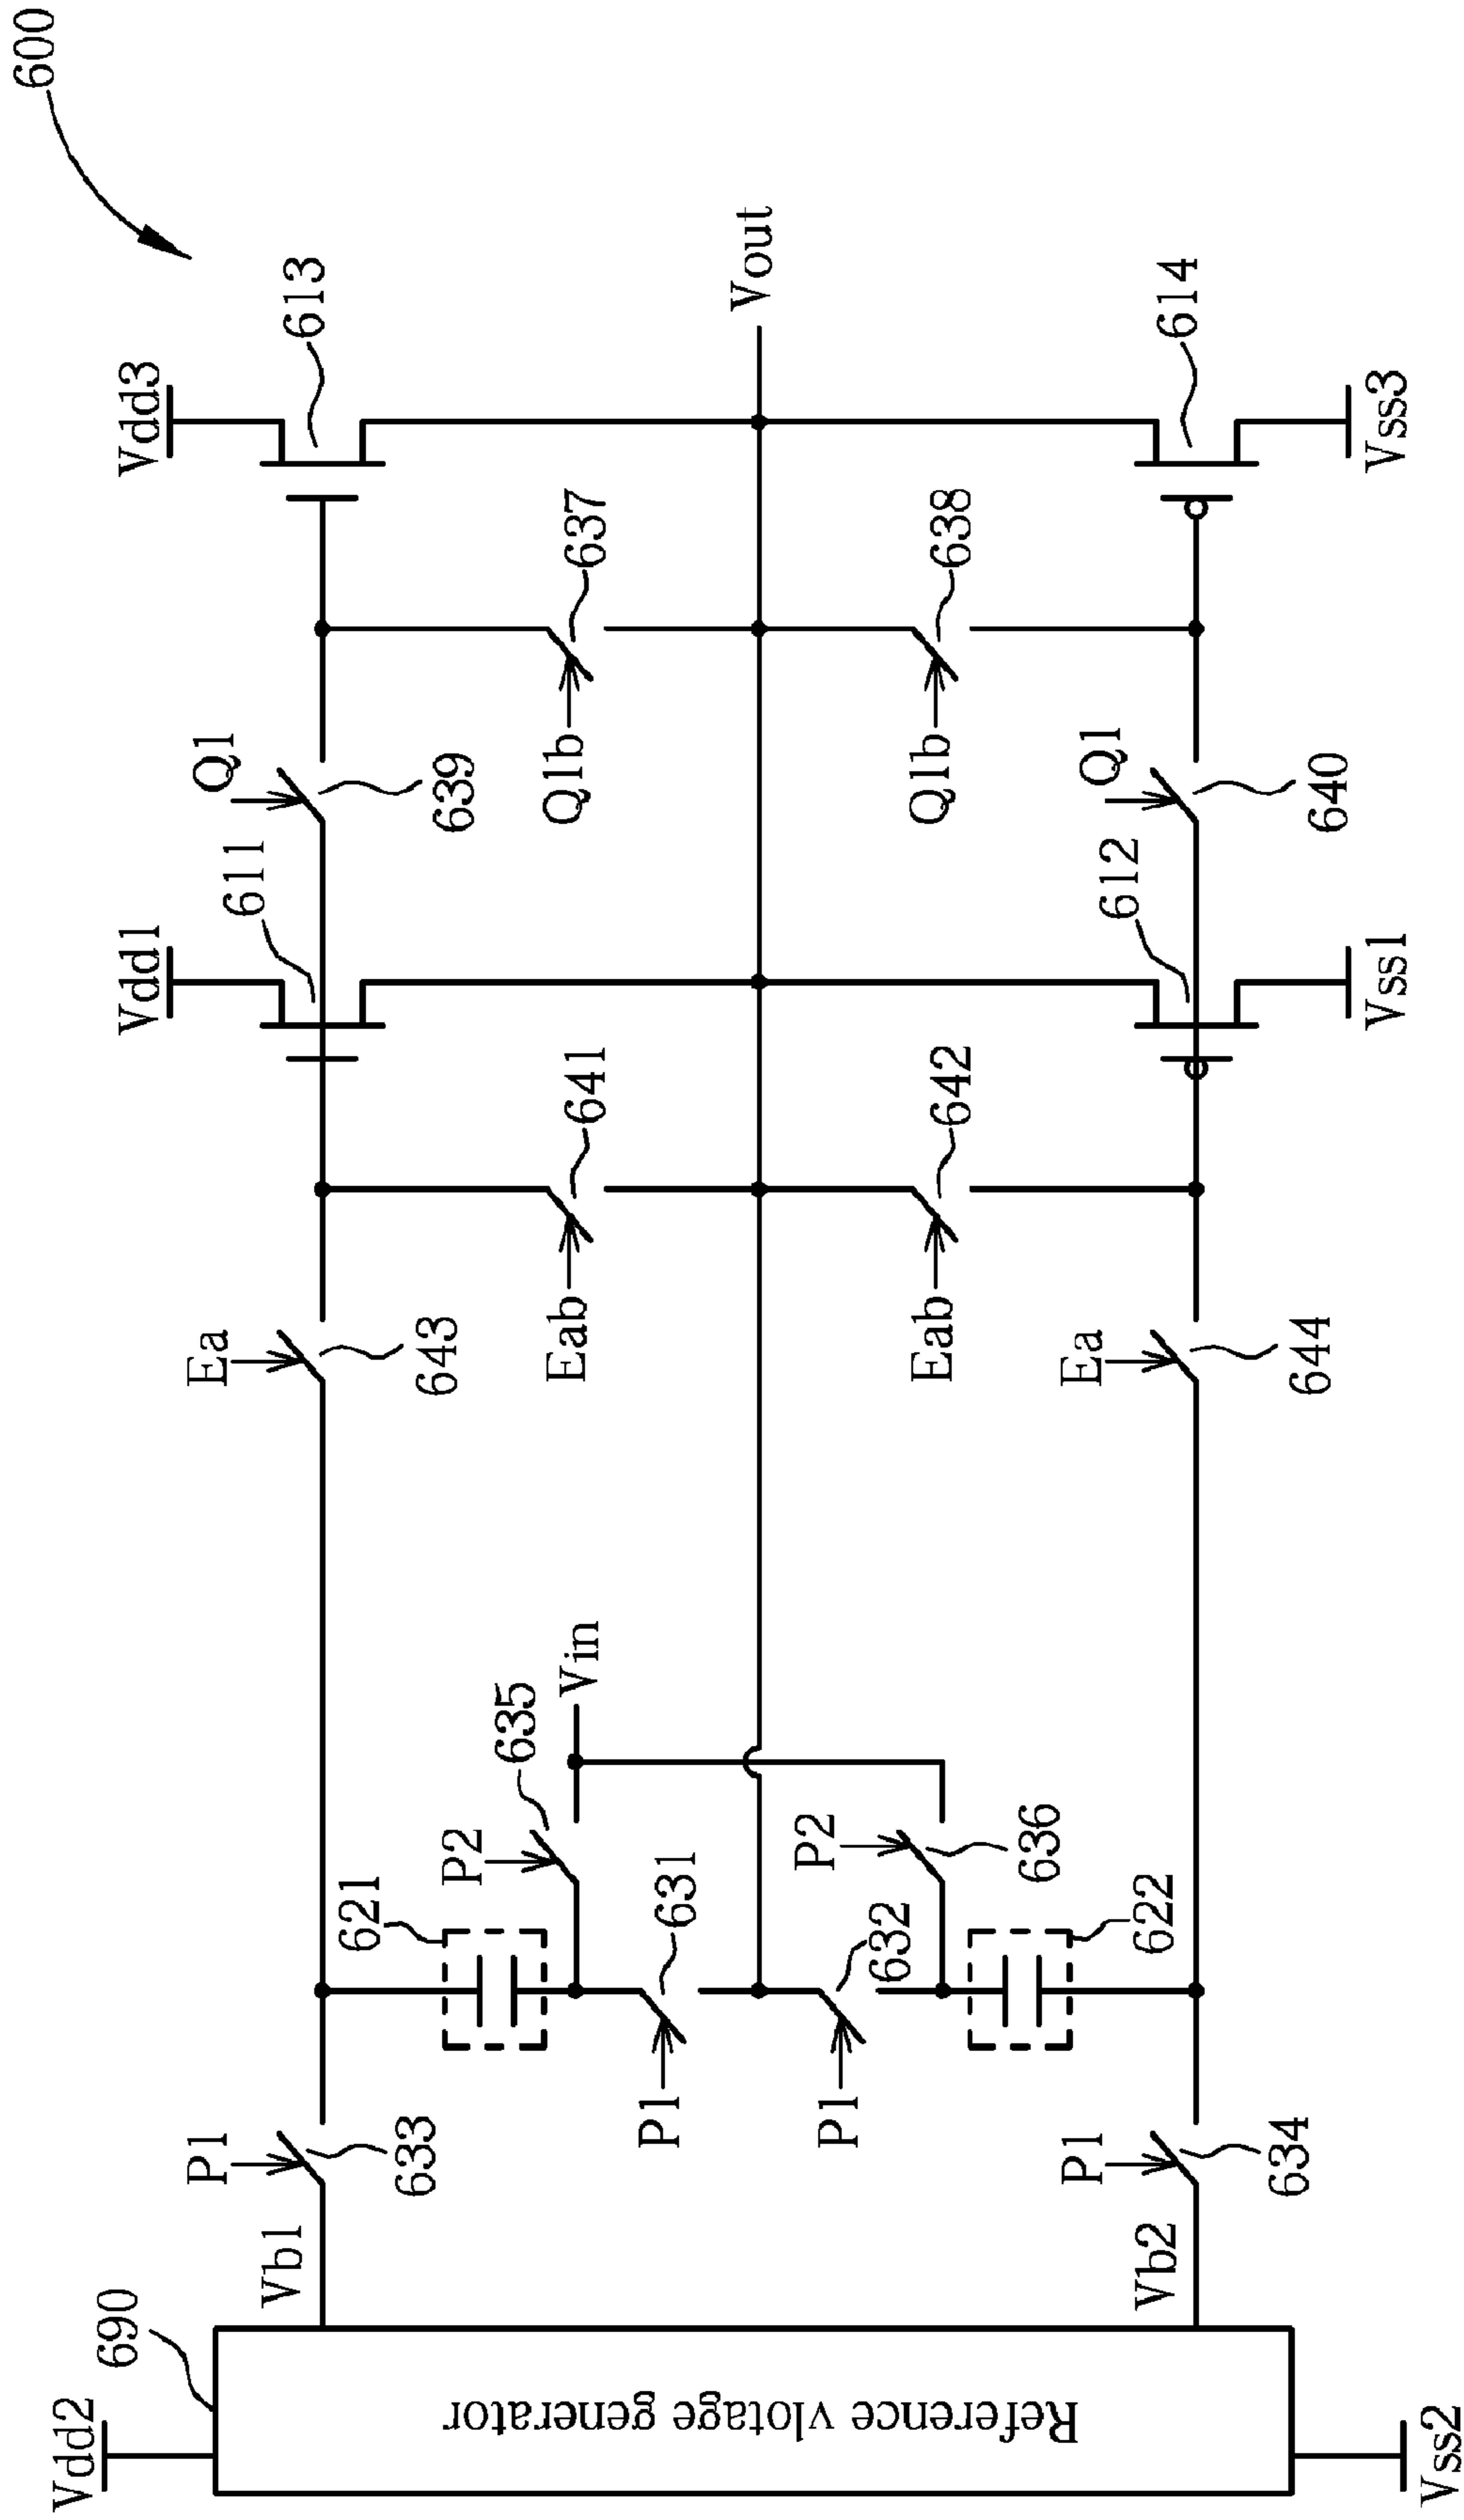 600
Vdd2
690
Vb1
P1
633
621
P2
635
Vin
P1
631
Ea
643
Eab
641
Vdd1
611
Q1
639
Q1b
637
Vdd3
613
Vout
Reference vlotage generator
Vss2
Vb2
P1
634
P1
632
622
P2
636
Ea
644
Eab
642
Vss1
612
Q1
640
Q1b
638
Vss3
614